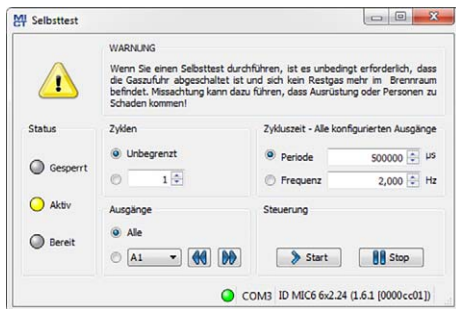 MICT Selbsttest
WARNUNG
Wenn Sie einen Selbsttest durchführen, ist es unbedingt erforderlich, dass
die Gaszufuhr abgeschaltet ist und sich kein Restgas mehr im Brennraum
befindet. Missachtung kann dazu führen, dass Ausrüstung oder Personen zu
Schaden kommen!
Status
Gesperrt
Aktiv
Bereit
Zyklen
Unbegrenzt
1
Zykluszeit - Alle konfigurierten Ausgänge
Periode 500000 µs
Frequenz 2,000 Hz
Ausgänge
Alle
A1
Steuerung
Start Stop
COM3 ID MIC6 6x2.24 (1.6.1 [0000cc01])